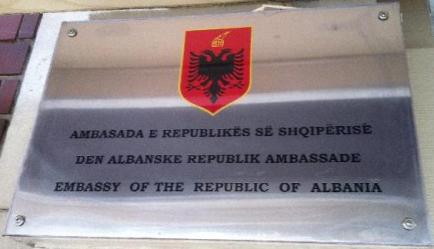 AMBASADA E REPUBLIKËS SË SHQIPËRISË
DEN ALBANSKE REPUBLIK AMBASSADE
EMBASSY OF THE REPUBLIC OF ALBANIA